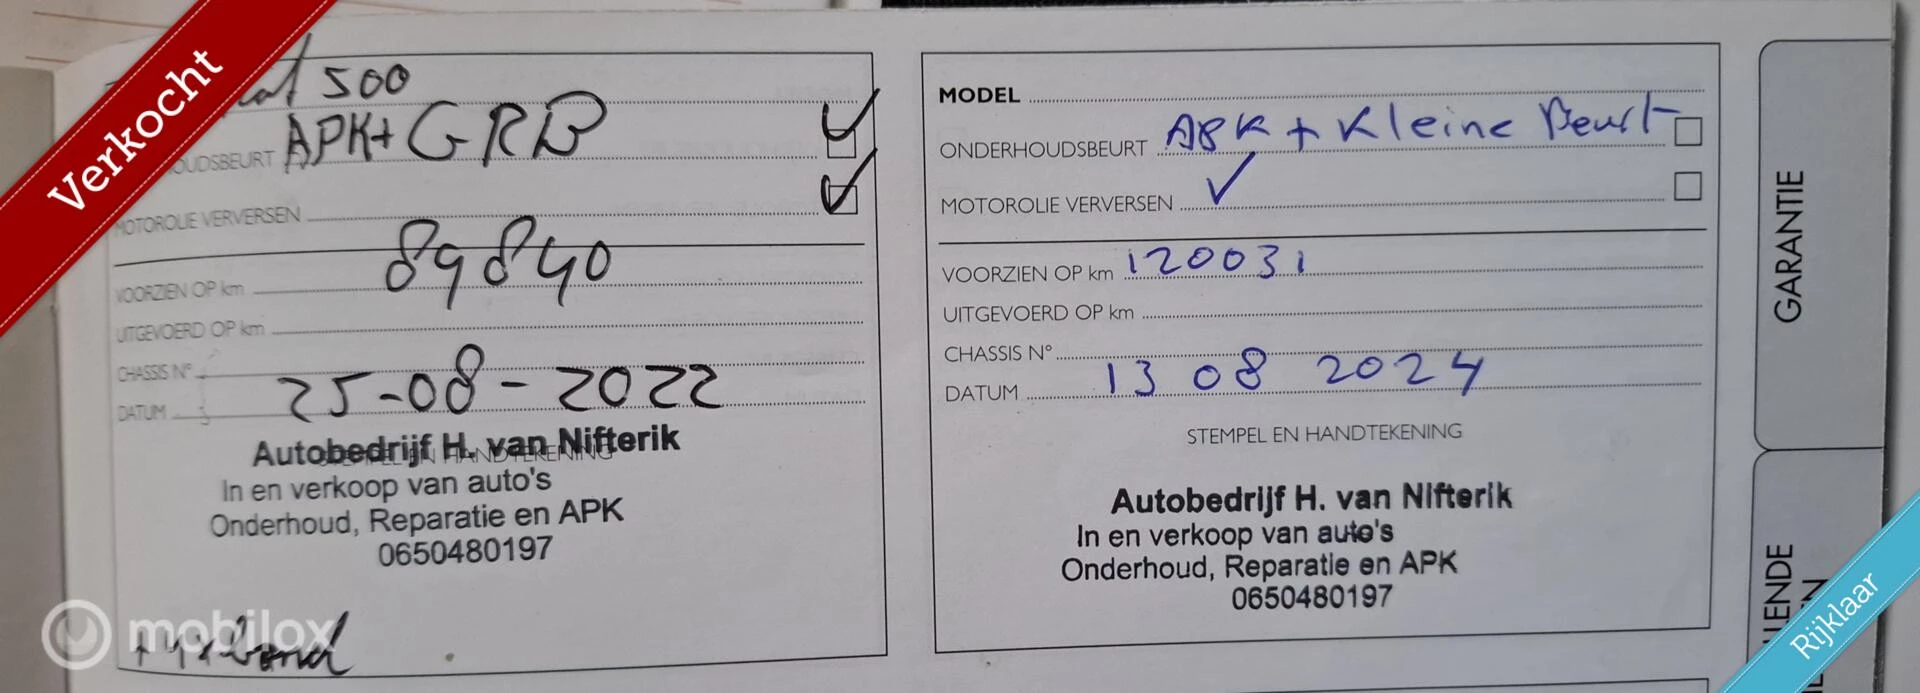 Verkocht
Fiat 500
ONDERHOUDSBEURT APK+ GRB
MOTOROLIE VERVERSEN
VOORZIEN OP km 89840
UITGEVOERD OP km
CHASSIS N°
DATUM 25-08-2022
STEMPEL EN HANDTEKENING
Autobedrijf H. van Nifterik
In en verkoop van auto's
Onderhoud, Reparatie en APK
0650480197
+ 4x Band
mobilox
MODEL
ONDERHOUDSBEURT APK + Kleine Beurt
MOTOROLIE VERVERSEN ✓
VOORZIEN OP km 120031
UITGEVOERD OP km
CHASSIS N°
DATUM 13 08 2024
STEMPEL EN HANDTEKENING
Autobedrijf H. van Nifterik
In en verkoop van auto's
Onderhoud, Reparatie en APK
0650480197
GARANTIE
Rijklaar